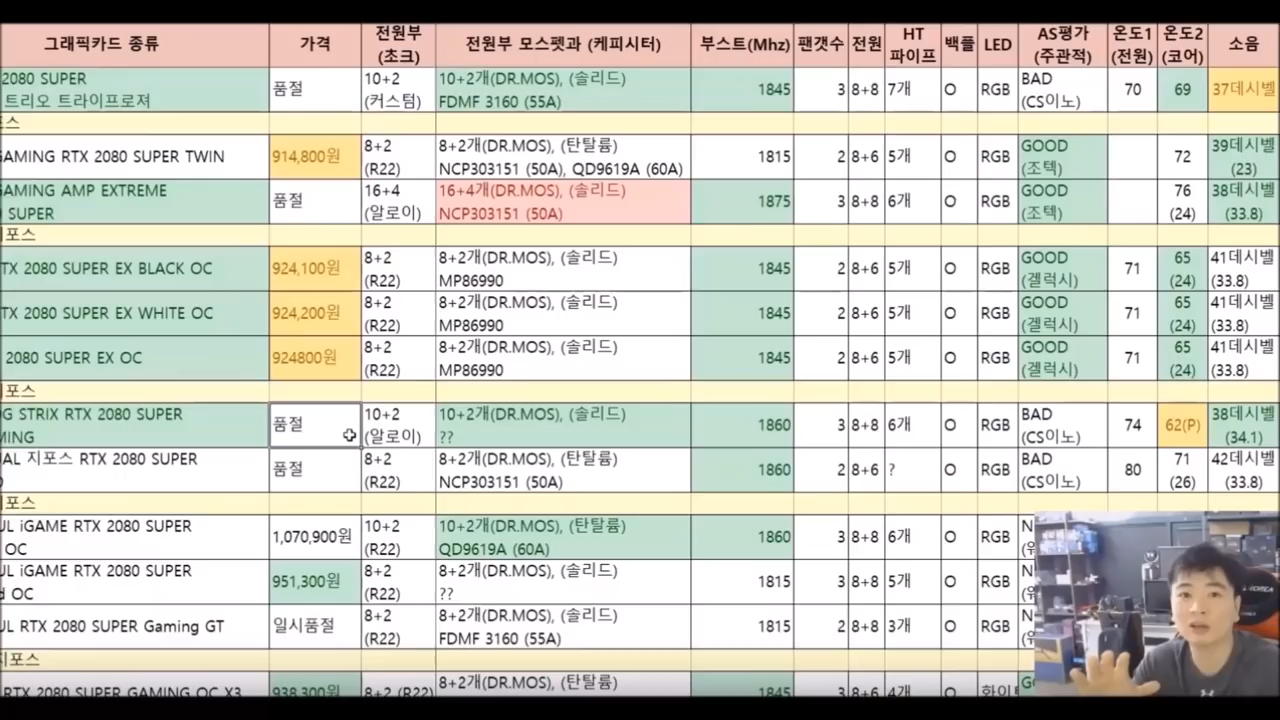 그래픽카드 종류 가격 전원부 (초크) 전원부 모스펫과 (케피시터) 부스트(Mhz) 팬갯수 전원 HT 파이프 백플 LED AS평가 (주관적) 온도1 (전원) 온도2 (코어) 소음
2080 SUPER 트리오 트라이프로져 품절 10+2 (커스텀) 10+2개(DR.MOS), (솔리드) FDMF 3160 (55A) 1845 3 8+8 7개 O RGB BAD (CS이노) 70 69 37데시벨
포스
GAMING RTX 2080 SUPER TWIN 914,800원 8+2 (R22) 8+2개(DR.MOS), (탄탈륨) NCP303151 (50A), QD9619A (60A) 1815 2 8+6 5개 O RGB GOOD (조텍) 72 39데시벨 (23)
GAMING AMP EXTREME SUPER 품절 16+4 (알로이) 16+4개(DR.MOS), (솔리드) NCP303151 (50A) 1875 3 8+8 6개 O RGB GOOD (조텍) 76 (24) 38데시벨 (33.8)
지포스
TX 2080 SUPER EX BLACK OC 924,100원 8+2 (R22) 8+2개(DR.MOS), (솔리드) MP86990 1845 2 8+6 5개 O RGB GOOD (겔럭시) 71 65 (24) 41데시벨 (33.8)
TX 2080 SUPER EX WHITE OC 924,200원 8+2 (R22) 8+2개(DR.MOS), (솔리드) MP86990 1845 2 8+6 5개 O RGB GOOD (겔럭시) 71 65 (24) 41데시벨 (33.8)
2080 SUPER EX OC 924800원 8+2 (R22) 8+2개(DR.MOS), (솔리드) MP86990 1845 2 8+6 5개 O RGB GOOD (겔럭시) 71 65 (24) 41데시벨 (33.8)
지포스
G STRIX RTX 2080 SUPER MING 품절 10+2 (알로이) 10+2개(DR.MOS), (솔리드) ?? 1860 3 8+8 6개 O RGB BAD (CS이노) 74 62(P) 38데시벨 (34.1)
AL 지포스 RTX 2080 SUPER 품절 8+2 (R22) 8+2개(DR.MOS), (탄탈륨) NCP303151 (50A) 1860 2 8+6 ? O RGB BAD (CS이노) 80 71 (26) 42데시벨 (33.8)
지포스
UL iGAME RTX 2080 SUPER OC 1,070,900원 10+2 (R22) 10+2개(DR.MOS), (탄탈륨) QD9619A (60A) 1860 3 8+8 6개 O RGB
UL iGAME RTX 2080 SUPER d OC 951,300원 8+2 (R22) 8+2개(DR.MOS), (솔리드) ?? 1815 3 8+8 5개 O RGB
UL RTX 2080 SUPER Gaming GT 일시품절 8+2 (R22) 8+2개(DR.MOS), (솔리드) FDMF 3160 (55A) 1815 2 8+8 3개 O RGB
지포스
RTX 2080 SUPER GAMING OC X3 938,300원 8+2 (R22) 8+2개(DR.MOS), (탄탈륨) 1845 3 8+6 4개 O 화이트